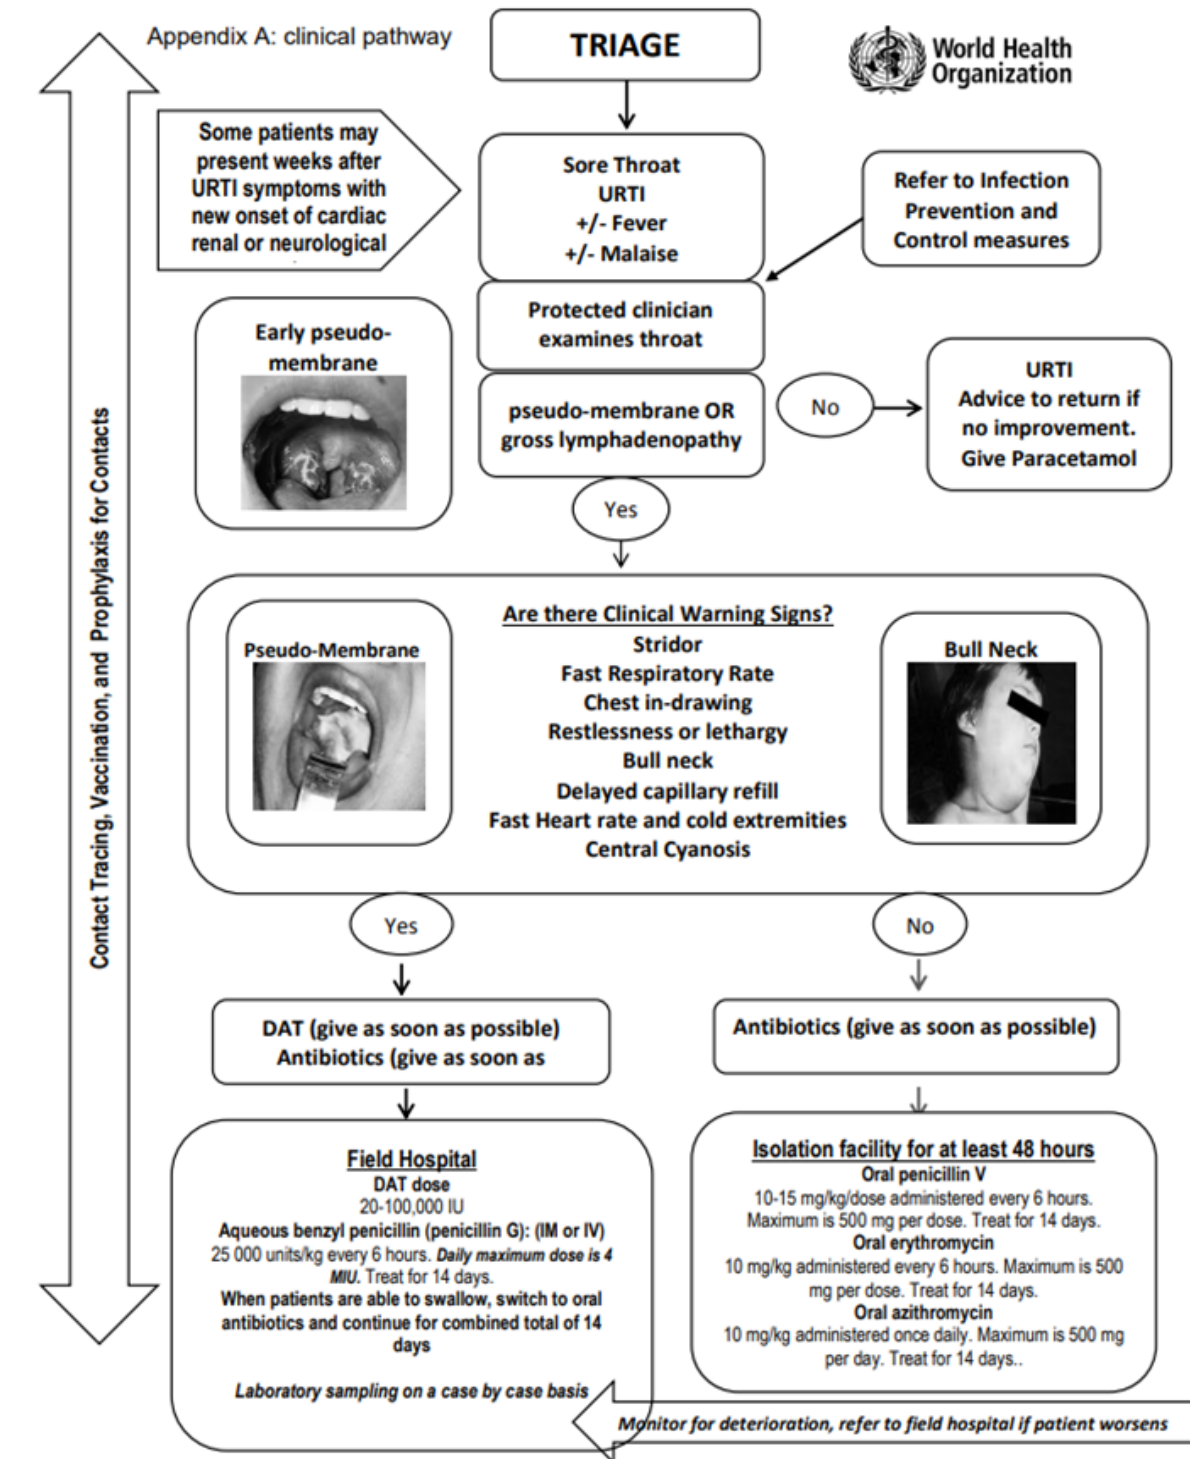 Appendix A: clinical pathway
TRIAGE
World Health
Organization
Some patients may
present weeks after
URTI symptoms with
new onset of cardiac
renal or neurological
Sore Throat
URTI
+/- Fever
+/- Malaise
Refer to Infection
Prevention and
Control measures
Protected clinician
examines throat
Early pseudo-
membrane
pseudo-membrane OR
gross lymphadenopathy
No
URTI
Advice to return if
no improvement.
Give Paracetamol
Yes
Contact Tracing, Vaccination, and Prophylaxis for Contacts
Are there Clinical Warning Signs?
Stridor
Fast Respiratory Rate
Chest in-drawing
Restlessness or lethargy
Bull neck
Delayed capillary refill
Fast Heart rate and cold extremities
Central Cyanosis
Pseudo-Membrane
Bull Neck
Yes
No
DAT (give as soon as possible)
Antibiotics (give as soon as
Antibiotics (give as soon as possible)
Field Hospital
DAT dose
20-100,000 IU
Aqueous benzyl penicillin (penicillin G): (IM or IV)
25 000 units/kg every 6 hours. Daily maximum dose is 4
MIU. Treat for 14 days.
When patients are able to swallow, switch to oral
antibiotics and continue for combined total of 14
days
Laboratory sampling on a case by case basis
Isolation facility for at least 48 hours
Oral penicillin V
10-15 mg/kg/dose administered every 6 hours.
Maximum is 500 mg per dose. Treat for 14 days.
Oral erythromycin
10 mg/kg administered every 6 hours. Maximum is 500
mg per dose. Treat for 14 days.
Oral azithromycin
10 mg/kg administered once daily. Maximum is 500 mg
per day. Treat for 14 days..
Monitor for deterioration, refer to field hospital if patient worsens